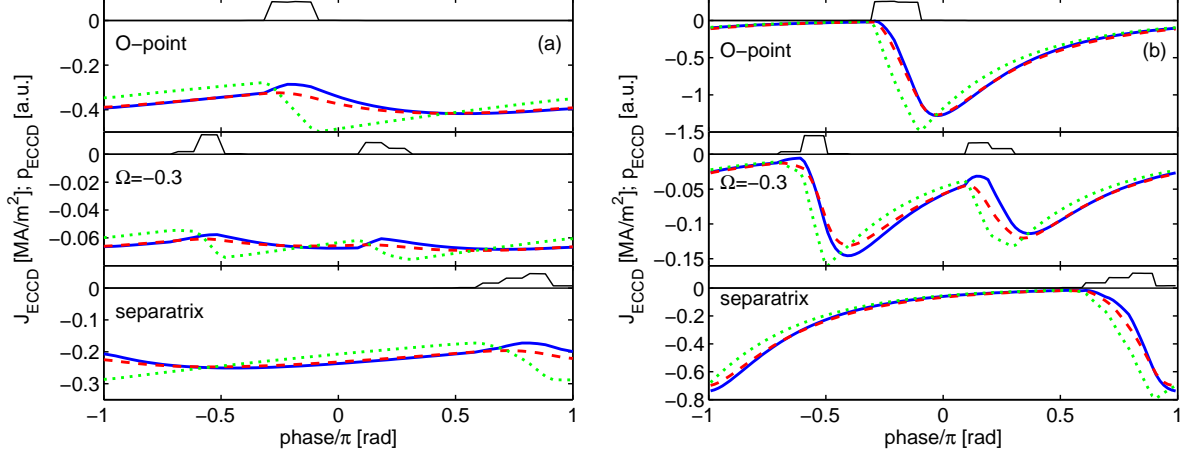 0
−0.2
−0.4
O−point
(a)
0
−0.02
−0.04
−0.06
Ω=−0.3
0
−0.1
−0.2
−0.3
separatrix
−1
−0.5
0
0.5
1
phase/π [rad]
J_ECCD [MA/m²]; p_ECCD [a.u.]
0
−0.5
−1
−1.5
O−point
(b)
0
−0.05
−0.1
−0.15
Ω=−0.3
0
−0.2
−0.4
−0.6
−0.8
separatrix
−1
−0.5
0
0.5
1
phase/π [rad]
J_ECCD [MA/m²]; p_ECCD [a.u.]